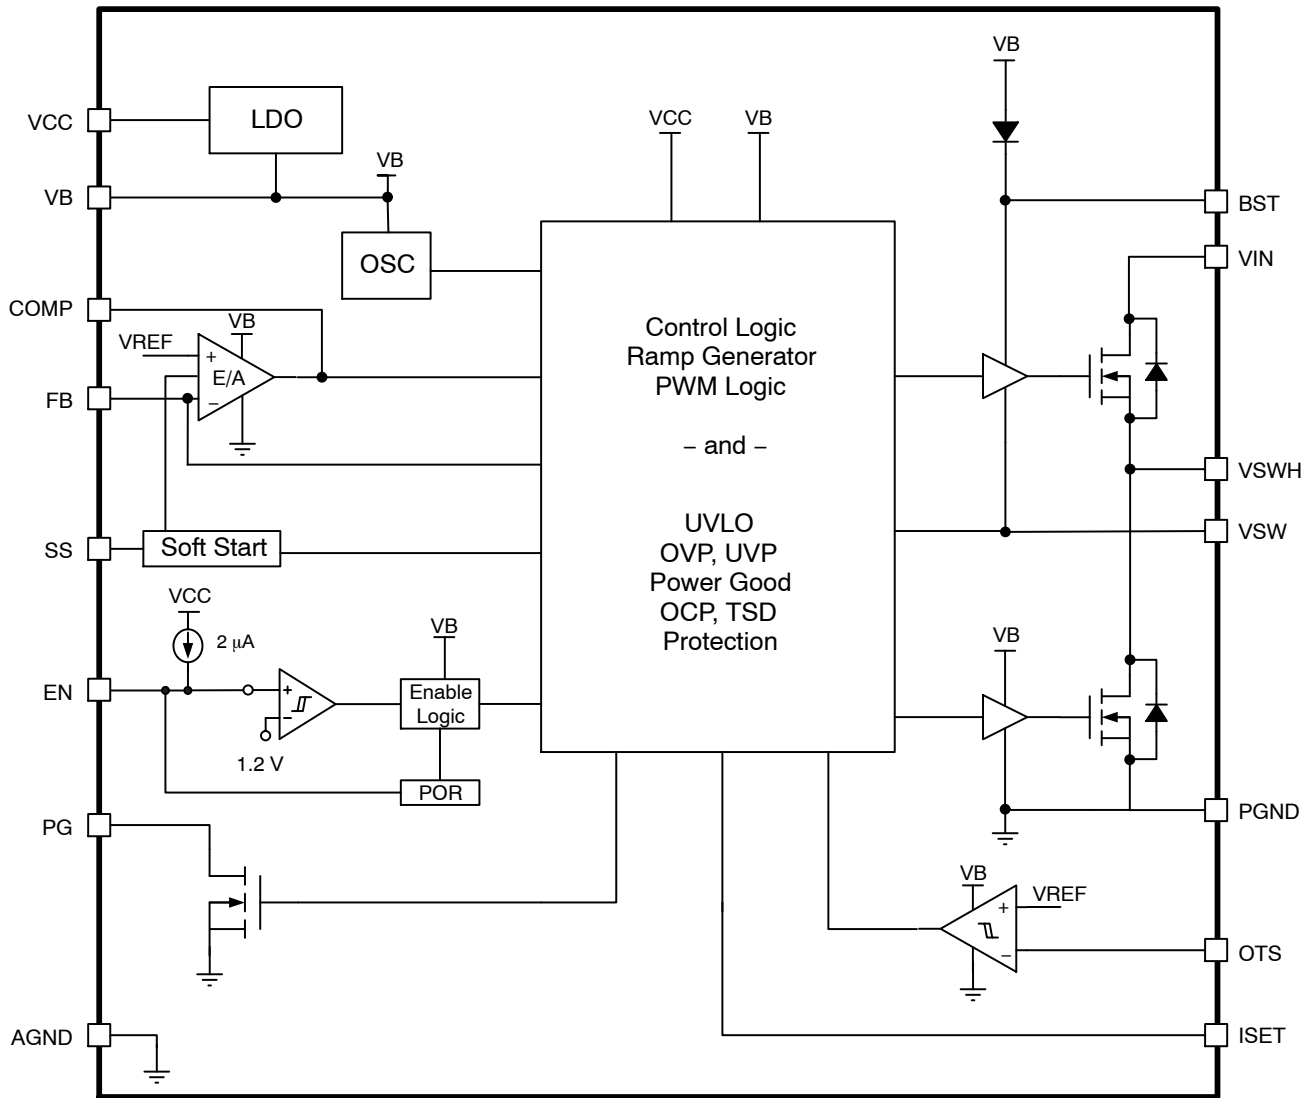 VB
VCC
LDO
VCC
VB
VB
VB
BST
VIN
OSC
COMP
VREF
VB
+
E/A
−
FB
Control Logic
Ramp Generator
PWM Logic
– and –
UVLO
OVP, UVP
Power Good
OCP, TSD
Protection
VSWH
VSW
SS
Soft Start
VCC
2 μA
VB
VB
EN
+
−
1.2 V
Enable
Logic
POR
PG
PGND
VB
VREF
+
−
OTS
AGND
ISET